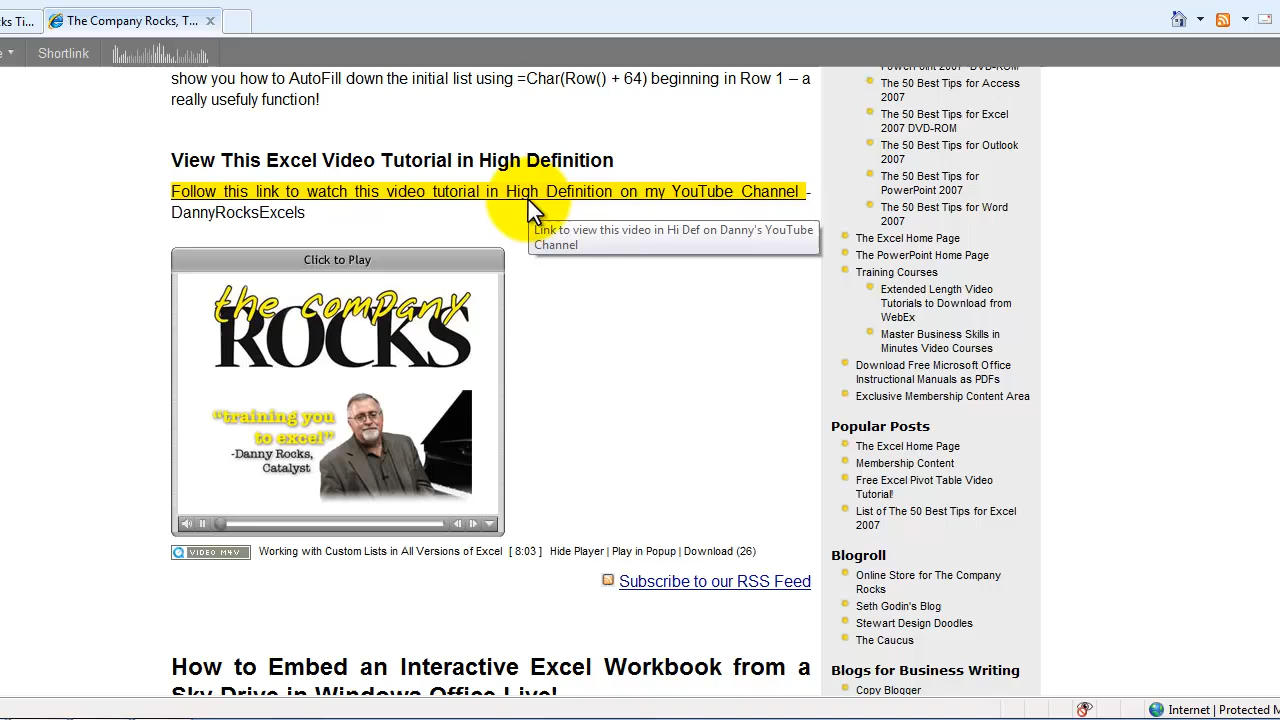 ks Ti...
The Company Rocks, T...
e
Shortlink
show you how to AutoFill down the initial list using =Char(Row() + 64) beginning in Row 1 – a
really usefuly function!
View This Excel Video Tutorial in High Definition
Follow this link to watch this video tutorial in High Definition on my YouTube Channel -
DannyRocksExcels
Link to view this video in Hi Def on Danny's YouTube
Channel
Click to Play
the company
ROCKS
“training you
to excel”
-Danny Rocks,
Catalyst
VIDEO M4V
Working with Custom Lists in All Versions of Excel [ 8:03 ] Hide Player | Play in Popup | Download (26)
Subscribe to our RSS Feed
How to Embed an Interactive Excel Workbook from a
Sky Drive in Windows Office Live!
PowerPoint 2007 DVD-ROM
The 50 Best Tips for Access
2007
The 50 Best Tips for Excel
2007 DVD-ROM
The 50 Best Tips for Outlook
2007
The 50 Best Tips for
PowerPoint 2007
The 50 Best Tips for Word
2007
The Excel Home Page
The PowerPoint Home Page
Training Courses
Extended Length Video
Tutorials to Download from
WebEx
Master Business Skills in
Minutes Video Courses
Download Free Microsoft Office
Instructional Manuals as PDFs
Exclusive Membership Content Area
Popular Posts
The Excel Home Page
Membership Content
Free Excel Pivot Table Video
Tutorial!
List of The 50 Best Tips for Excel
2007
Blogroll
Online Store for The Company
Rocks
Seth Godin's Blog
Stewart Design Doodles
The Caucus
Blogs for Business Writing
Copy Blogger
Internet | Protected M